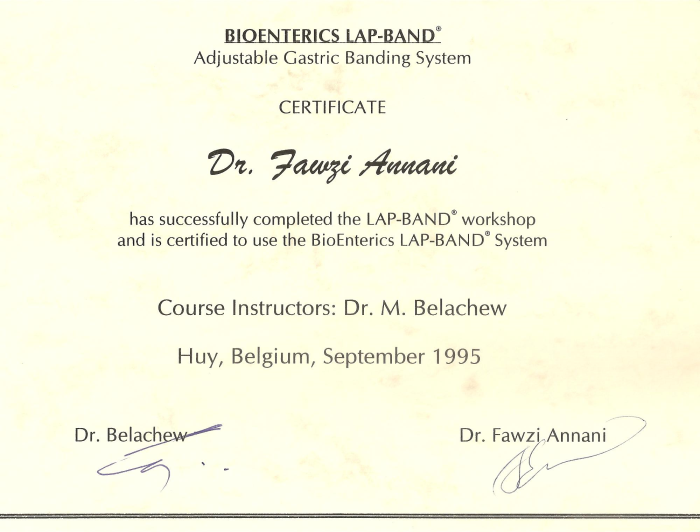 BIOENTERICS LAP-BAND®
Adjustable Gastric Banding System
CERTIFICATE
Dr. Fawzi Annani
has successfully completed the LAP-BAND® workshop
and is certified to use the BioEnterics LAP-BAND® System
Course Instructors: Dr. M. Belachew
Huy, Belgium, September 1995
Dr. Belachew Dr. Fawzi Annani